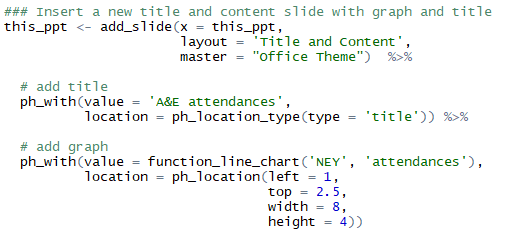 ### Insert a new title and content slide with graph and title
this_ppt <- add_slide(x = this_ppt,
                      layout = 'Title and Content',
                      master = "Office Theme")  %>%

  # add title
  ph_with(value = 'A&E attendances',
          location = ph_location_type(type = 'title')) %>%

  # add graph
  ph_with(value = function_line_chart('NEY', 'attendances'),
          location = ph_location(left = 1,
                                 top = 2.5,
                                 width = 8,
                                 height = 4))